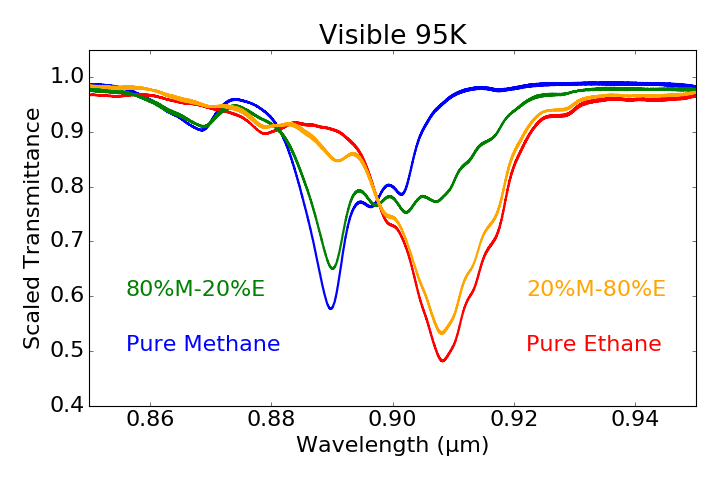 Visible 95K
Scaled Transmittance
1.0
0.9
0.8
0.7
0.6
0.5
0.4
80%M-20%E
20%M-80%E
Pure Methane
Pure Ethane
0.86
0.88
0.90
0.92
0.94
Wavelength (μm)